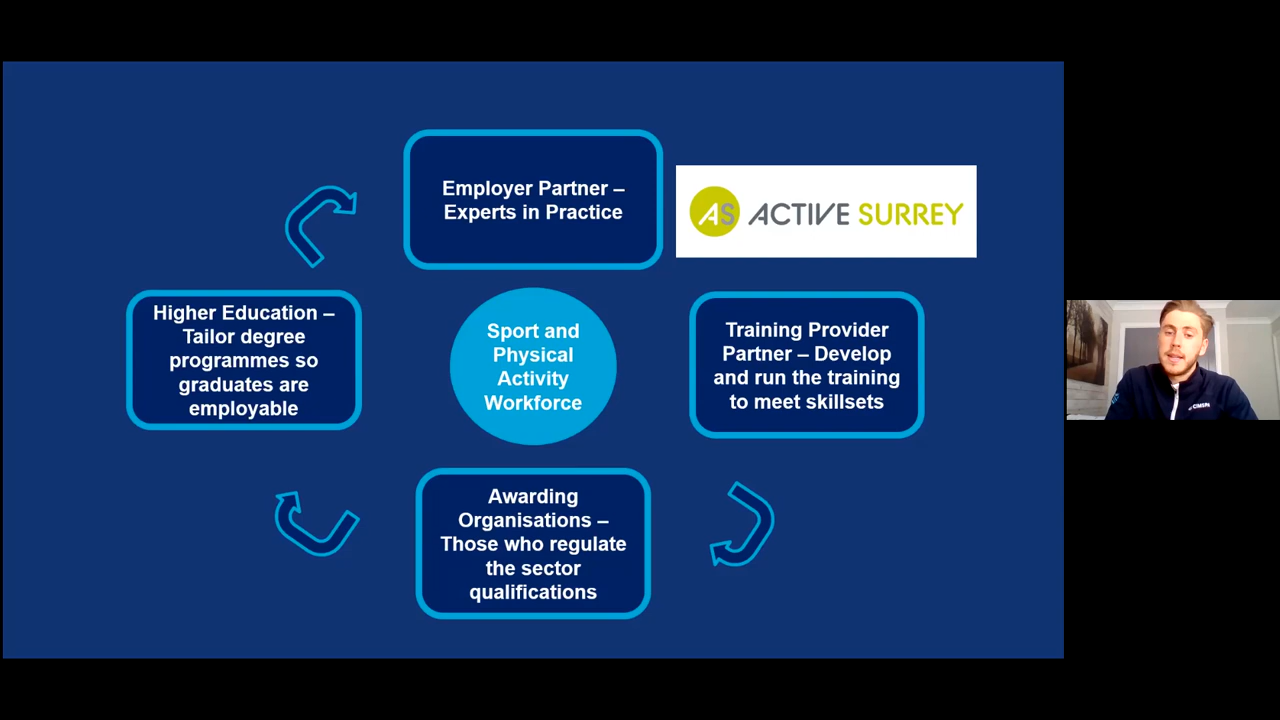 Employer Partner –
Experts in Practice
AS ACTIVE SURREY
Higher Education –
Tailor degree
programmes so
graduates are
employable
Sport and
Physical
Activity
Workforce
Training Provider
Partner – Develop
and run the training
to meet skillsets
Awarding
Organisations –
Those who regulate
the sector
qualifications
CIMSPA